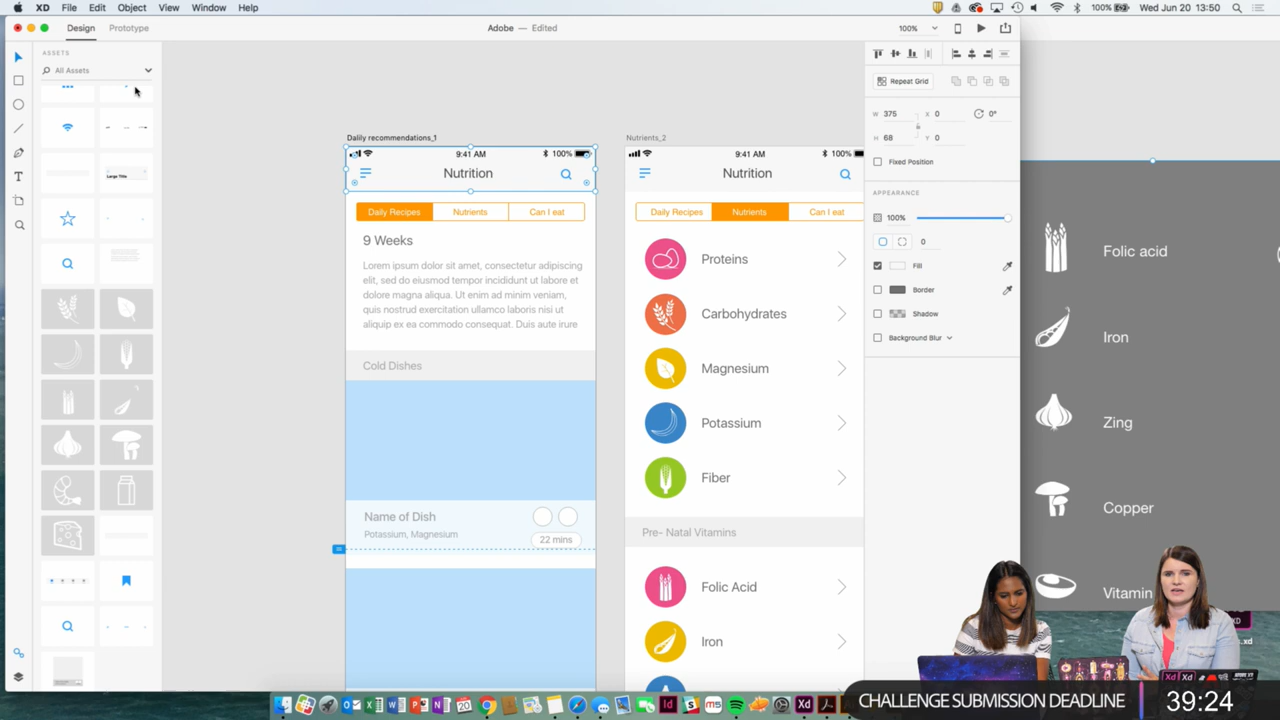 XD File Edit Object View Window Help
100% Wed Jun 20 13:50
Design Prototype
Adobe — Edited
100%
ASSETS
All Assets
Large Title
Dailily recommendations_1
9:41 AM 100%
Nutrition
Daily Recipes Nutrients Can I eat
9 Weeks
Lorem ipsum dolor sit amet, consectetur adipiscing
elit, sed do eiusmod tempor incididunt ut labore et
dolore magna aliqua. Ut enim ad minim veniam,
quis nostrud exercitation ullamco laboris nisi ut
aliquip ex ea commodo consequat. Duis aute irure
Cold Dishes
Name of Dish
Potassium, Magnesium
22 mins
Nutrients_2
9:41 AM 100%
Nutrition
Daily Recipes Nutrients Can I eat
Proteins
Carbohydrates
Magnesium
Potassium
Fiber
Pre- Natal Vitamins
Folic Acid
Iron
Repeat Grid
W 375 X 0 0°
H 68 Y 0
Fixed Position
APPEARANCE
100%
0
Fill
Border
Shadow
Background Blur
Folic acid
Iron
Zing
Copper
Vitamin
.xd
CHALLENGE SUBMISSION DEADLINE 39:24